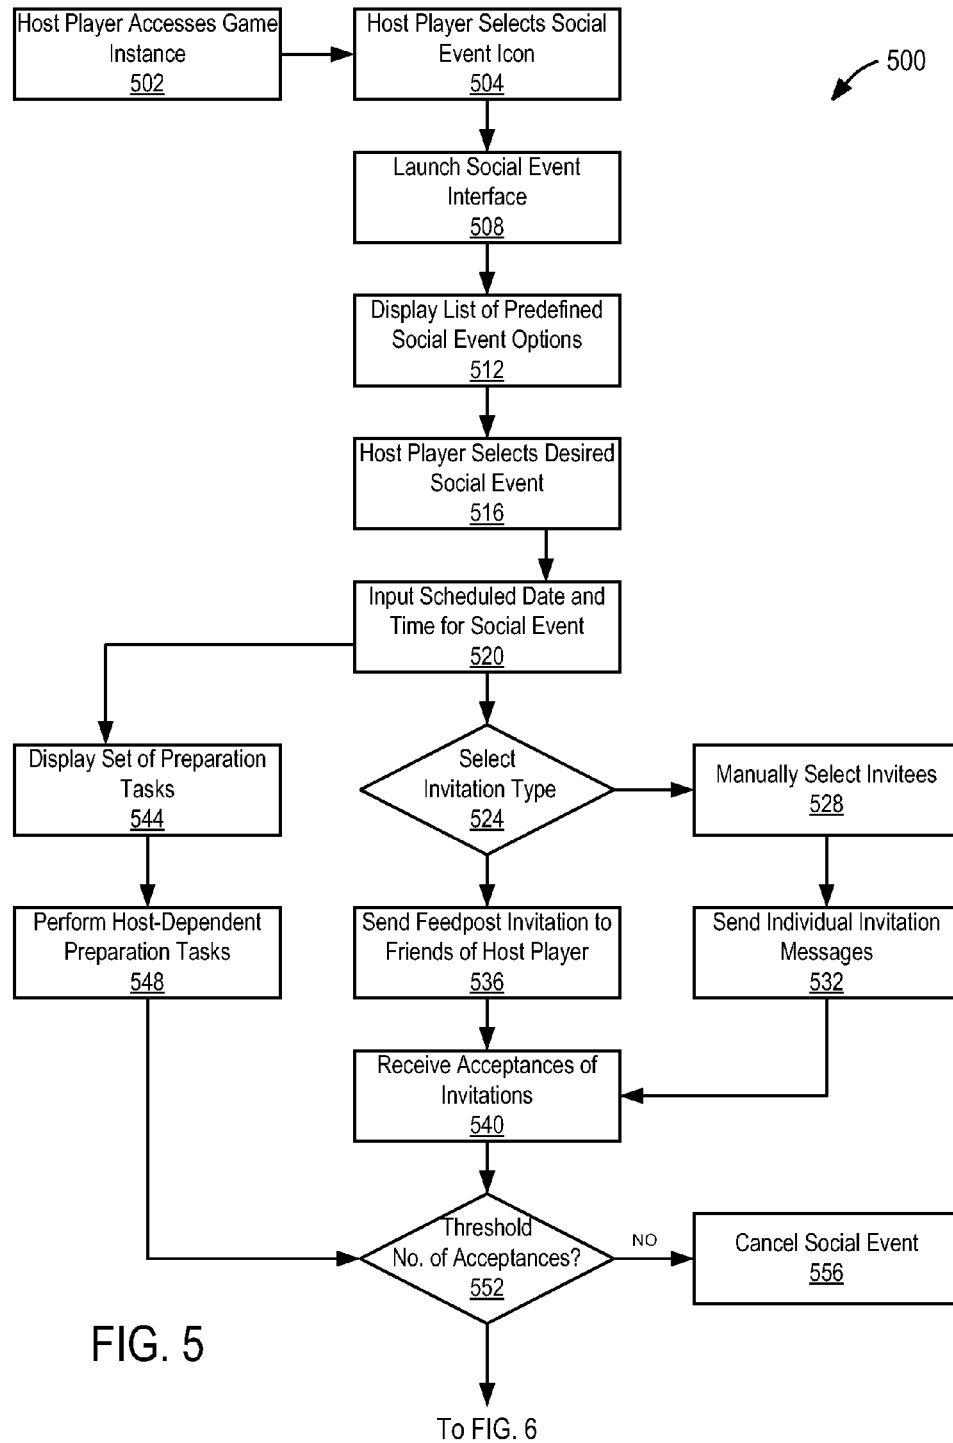 Host Player Accesses Game
Instance
502
Host Player Selects Social
Event Icon
504
500
Launch Social Event
Interface
508
Display List of Predefined
Social Event Options
512
Host Player Selects Desired
Social Event
516
Input Scheduled Date and
Time for Social Event
520
Display Set of Preparation
Tasks
544
Select
Invitation Type
524
Manually Select Invitees
528
Perform Host-Dependent
Preparation Tasks
548
Send Feedpost Invitation to
Friends of Host Player
536
Send Individual Invitation
Messages
532
Receive Acceptances of
Invitations
540
Threshold
No. of Acceptances?
552
NO
Cancel Social Event
556
FIG. 5
To FIG. 6